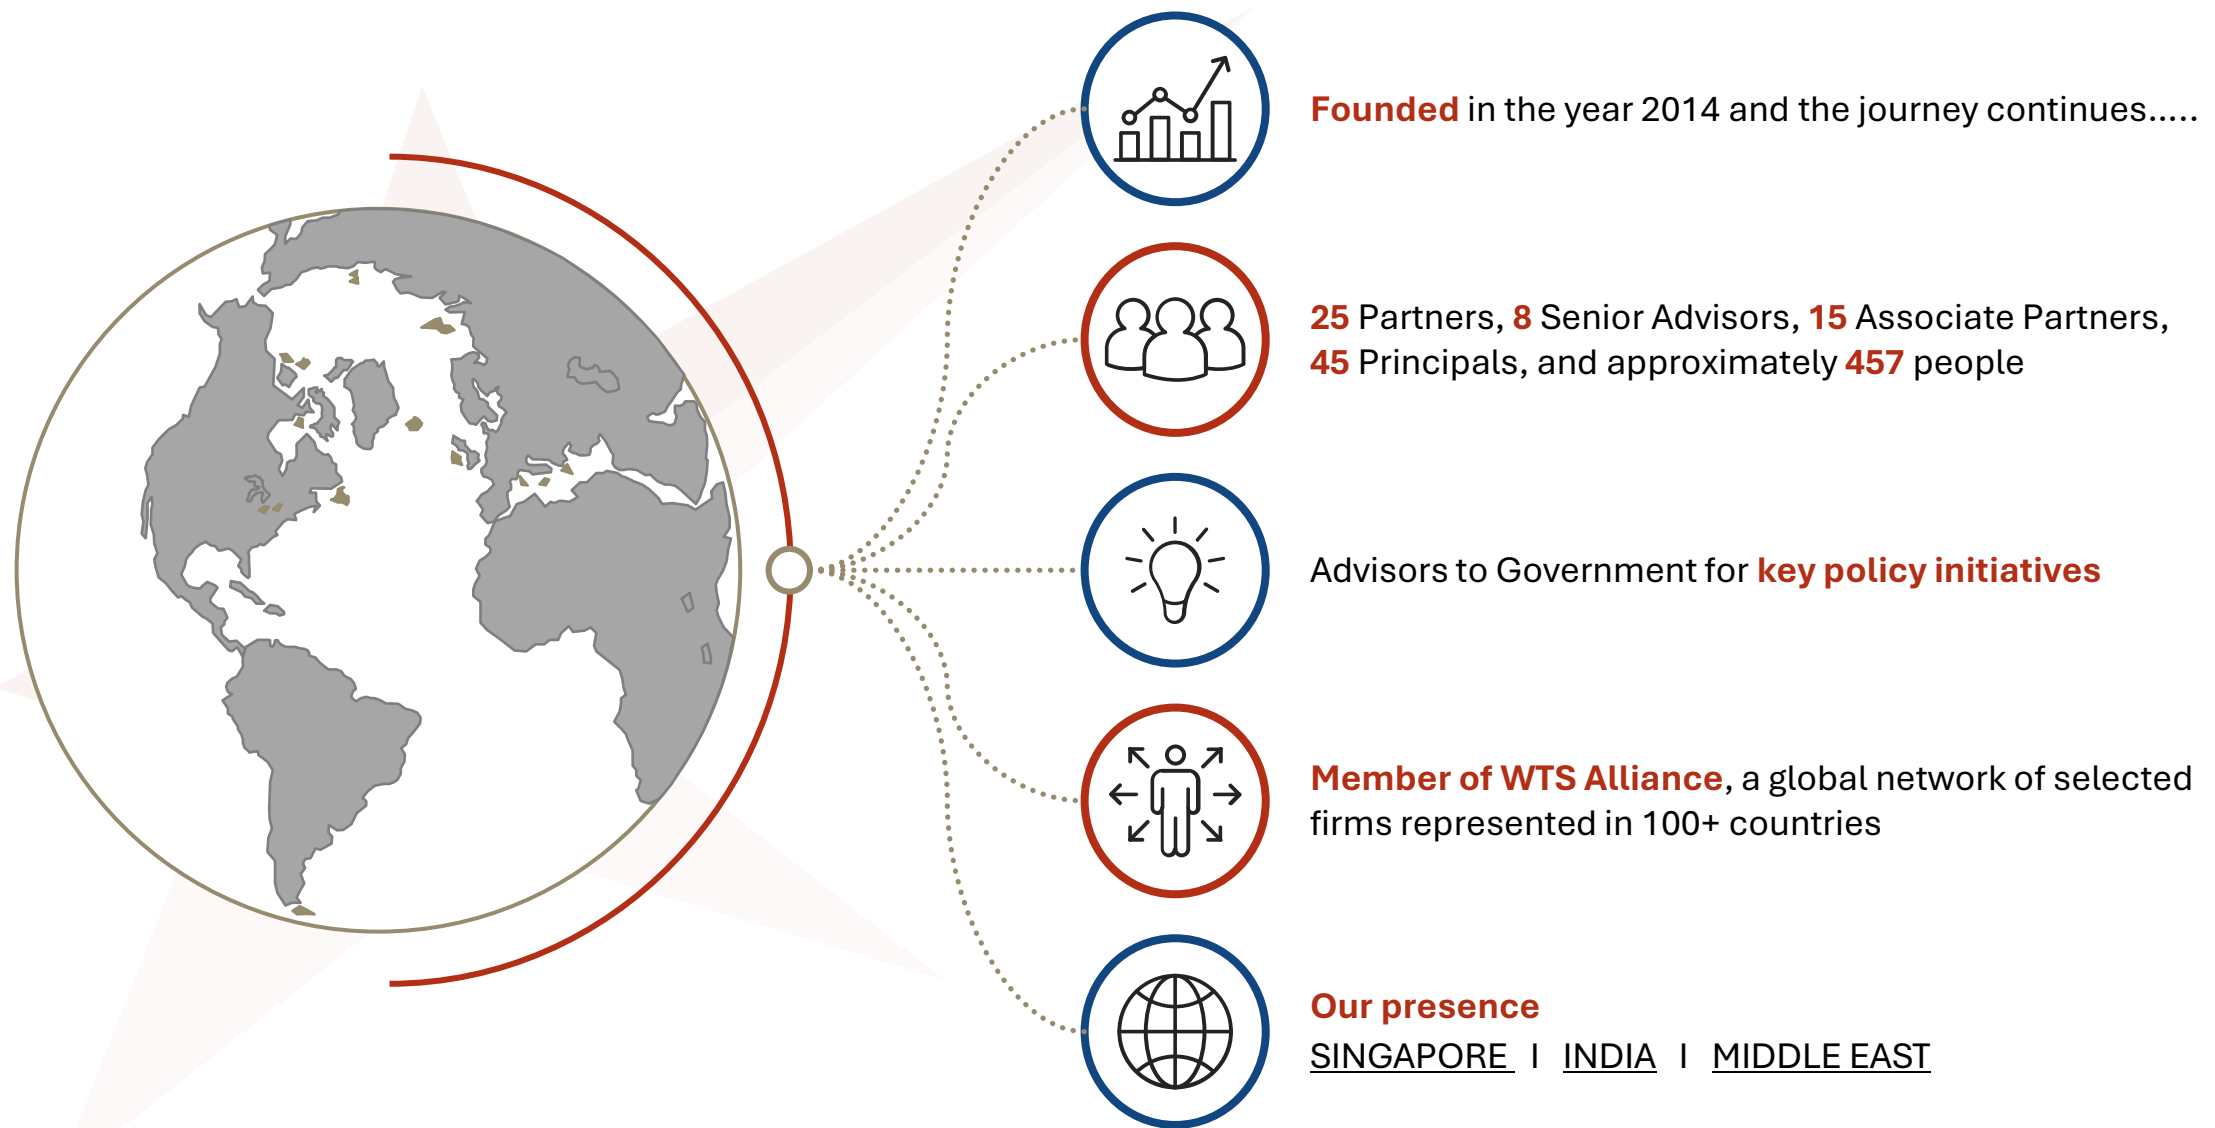 Founded in the year 2014 and the journey continues.....
25 Partners, 8 Senior Advisors, 15 Associate Partners,
45 Principals, and approximately 457 people
Advisors to Government for key policy initiatives
Member of WTS Alliance, a global network of selected
firms represented in 100+ countries
Our presence
SINGAPORE I INDIA I MIDDLE EAST